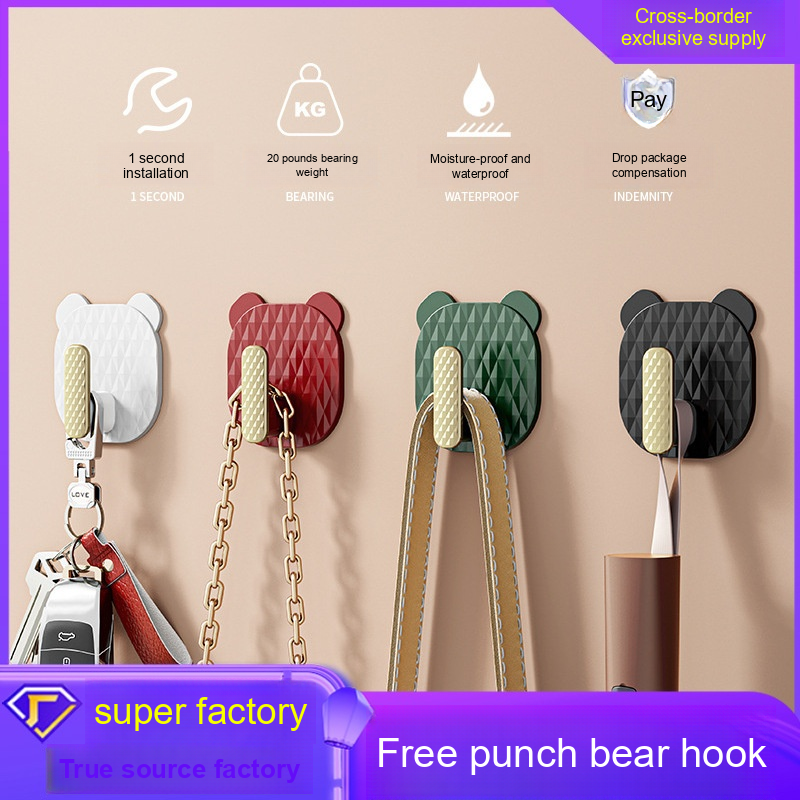 Cross-border
exclusive supply
KG
Pay
1 second
installation
20 pounds bearing
weight
Moisture-proof and
waterproof
Drop package
compensation
1 SECOND
BEARING
WATERPROOF
INDEMNITY
LOVE
super factory
True source factory
Free punch bear hook